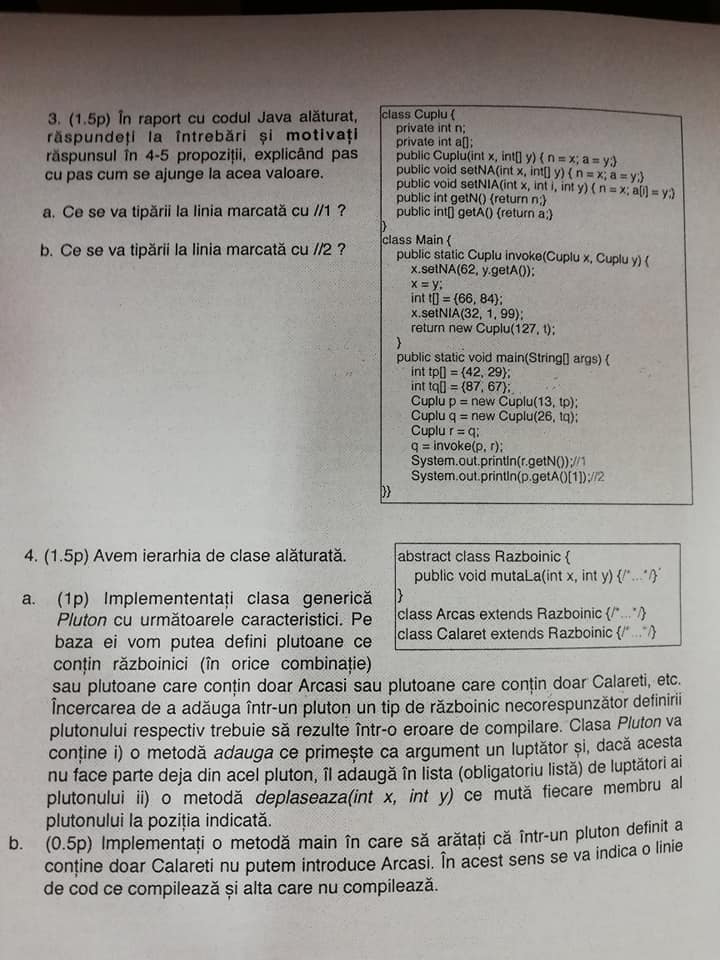 3. (1.5p) În raport cu codul Java alăturat,
răspundeți la întrebări și motivați
răspunsul în 4-5 propoziții, explicând pas
cu pas cum se ajunge la acea valoare.
a. Ce se va tipării la linia marcată cu //1 ?
b. Ce se va tipării la linia marcată cu //2 ?
class Cuplu {
private int n;
private int a[];
public Cuplu(int x, int[] y) { n = x; a = y;}
public void setNA(int x, int[] y) { n = x; a = y;}
public void setNIA(int x, int i, int y) { n = x; a[i] = y;}
public int getN() {return n;}
public int[] getA() {return a;}
}
class Main {
public static Cuplu invoke(Cuplu x, Cuplu y) {
x.setNA(62, y.getA());
x = y;
int t[] = {66, 84};
x.setNIA(32, 1, 99);
return new Cuplu(127, t);
}
public static void main(String[] args) {
int tp[] = {42, 29};
int tq[] = {87, 67};
Cuplu p = new Cuplu(13, tp);
Cuplu q = new Cuplu(26, tq);
Cuplu r = q;
q = invoke(p, r);
System.out.println(r.getN());//1
System.out.println(p.getA()[1]);//2
}}
4. (1.5p) Avem ierarhia de clase alăturată.
abstract class Razboinic {
public void mutaLa(int x, int y) {/*...*/}
}
class Arcas extends Razboinic {/*...*/}
class Calaret extends Razboinic {/*...*/}
a. (1p) Implemententați clasa generică
Pluton cu următoarele caracteristici. Pe
baza ei vom putea defini plutoane ce
conțin războinici (în orice combinație)
sau plutoane care conțin doar Arcasi sau plutoane care conțin doar Calareti, etc.
Încercarea de a adăuga într-un pluton un tip de războinic necorespunzător definirii
plutonului respectiv trebuie să rezulte într-o eroare de compilare. Clasa Pluton va
conține i) o metodă adauga ce primește ca argument un luptător și, dacă acesta
nu face parte deja din acel pluton, îl adaugă în lista (obligatoriu listă) de luptători ai
plutonului ii) o metodă deplaseaza(int x, int y) ce mută fiecare membru al
plutonului la poziția indicată.
b. (0.5p) Implementați o metodă main în care să arătați că într-un pluton definit a
conține doar Calareti nu putem introduce Arcasi. În acest sens se va indica o linie
de cod ce compilează și alta care nu compilează.